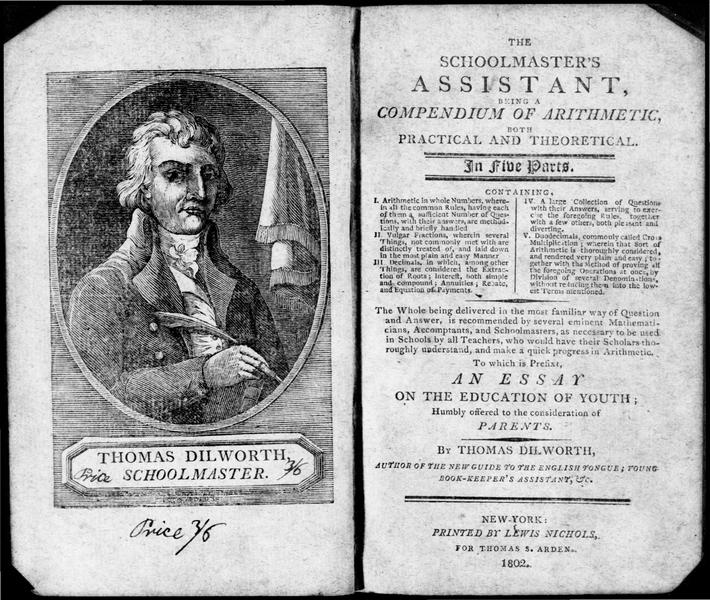 THOMAS DILWORTH,
Price SCHOOLMASTER. 3/6
Price 3/6
THE
SCHOOLMASTER'S
ASSISTANT,
BEING A
COMPENDIUM OF ARITHMETIC,
BOTH
PRACTICAL AND THEORETICAL.
In Five Parts.
CONTAINING,
I. Arithmetic in whole Numbers, where-
in all the common Rules, having each
of them a sufficient Number of Ques-
tions, with their answers, are method-
ically and briefly handled
II. Vulgar Fractions, wherein several
Things, not commonly met with are
distinctly treated of, and laid down
in the most plain and easy Manner
III. Decimals, in which, among other
Things, are considered the Extrac-
tion of Roots; Interest, both simple
and compound; Annuities; Rebate,
and Equation of Payments.
IV. A large Collection of Questions
with their Answers, serving to exer-
cise the foregoing Rules, together
with a few others, both pleasant and
diverting.
V. Duodecimals, commonly called Cross
Multiplication; wherein that Sort of
Arithmetic is thoroughly considered,
and rendered very plain and easy; to-
gether with the Method of proving all
the foregoing Operations at once, by
Division of several Denominations,
without reducing them into the low-
est Terms mentioned.
The Whole being delivered in the most familiar way of Question
and Answer, is recommended by several eminent Mathemati-
cians, Accomptants, and Schoolmasters, as necessary to be used
in Schools by all Teachers, who would have their Scholars tho-
roughly understand, and make a quick progress in Arithmetic.
To which is Prefixt,
AN ESSAY
ON THE EDUCATION OF YOUTH;
Humbly offered to the consideration of
PARENTS.
BY THOMAS DILWORTH,
AUTHOR OF THE NEW GUIDE TO THE ENGLISH TONGUE; YOUNG
BOOK-KEEPER'S ASSISTANT, &c.
NEW-YORK:
PRINTED BY LEWIS NICHOLS,
FOR THOMAS S. ARDEN.
1802.